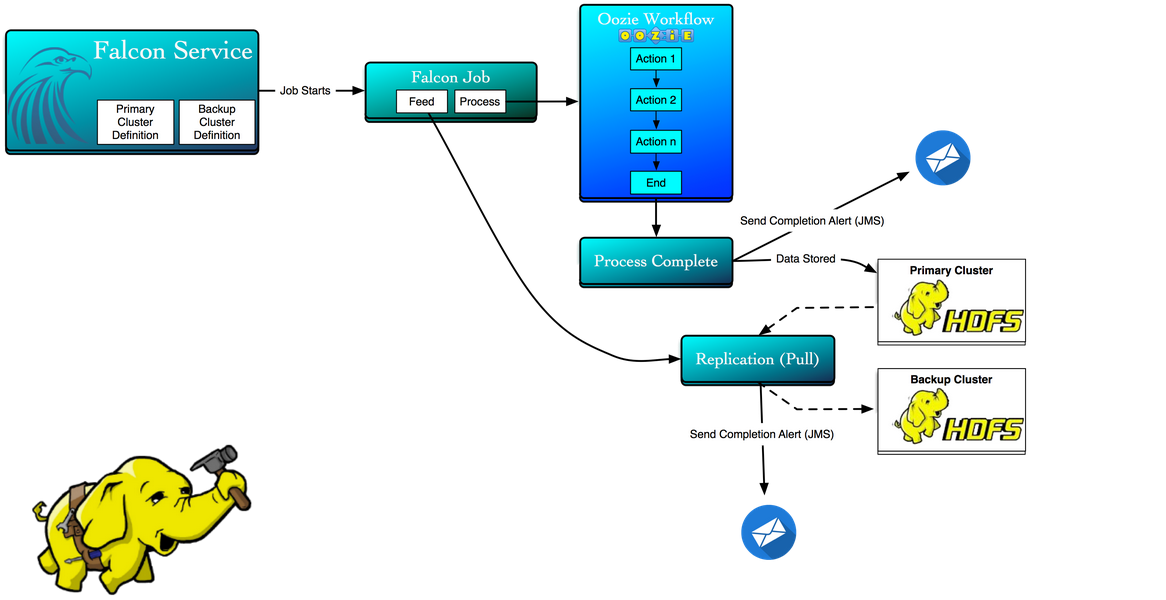 Falcon Service
Primary
Cluster
Definition
Backup
Cluster
Definition
Job Starts
Falcon Job
Feed
Process
Oozie Workflow
OOZIE
Action 1
Action 2
Action n
End
Process Complete
Send Completion Alert (JMS)
Data Stored
Primary Cluster
HDFS
Replication (Pull)
Backup Cluster
HDFS
Send Completion Alert (JMS)